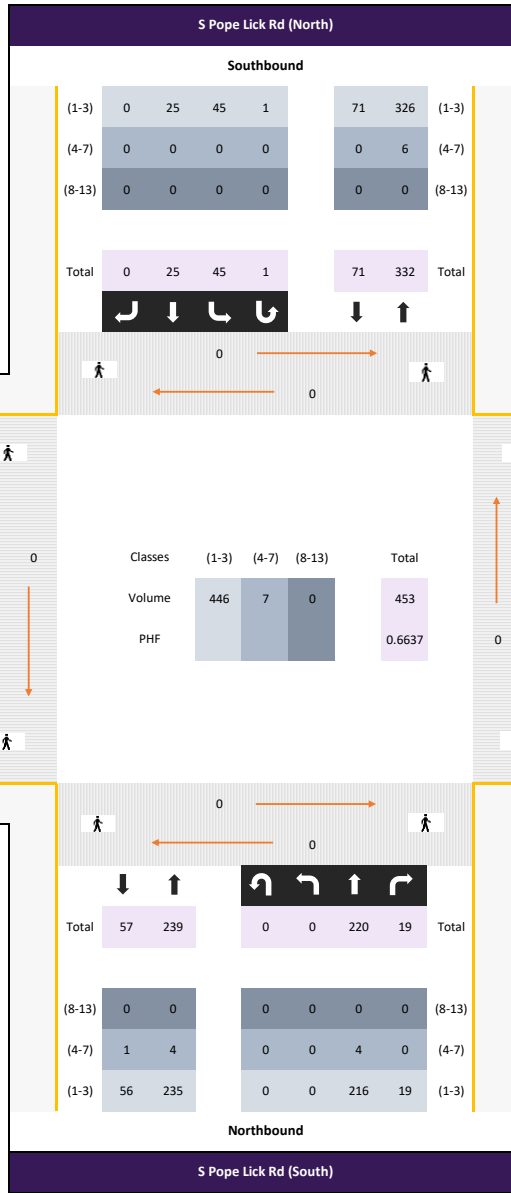 S Pope Lick Rd (North)
Southbound
(1-3) 0 25 45 1 71 326 (1-3)
(4-7) 0 0 0 0 0 6 (4-7)
(8-13) 0 0 0 0 0 0 (8-13)
Total 0 25 45 1 71 332 Total
0
0
0
Classes (1-3) (4-7) (8-13) Total
Volume 446 7 0 453
PHF 0.6637
0
0
0
Total 57 239 0 0 220 19 Total
(8-13) 0 0 0 0 0 0 (8-13)
(4-7) 1 4 0 0 4 0 (4-7)
(1-3) 56 235 0 0 216 19 (1-3)
Northbound
S Pope Lick Rd (South)